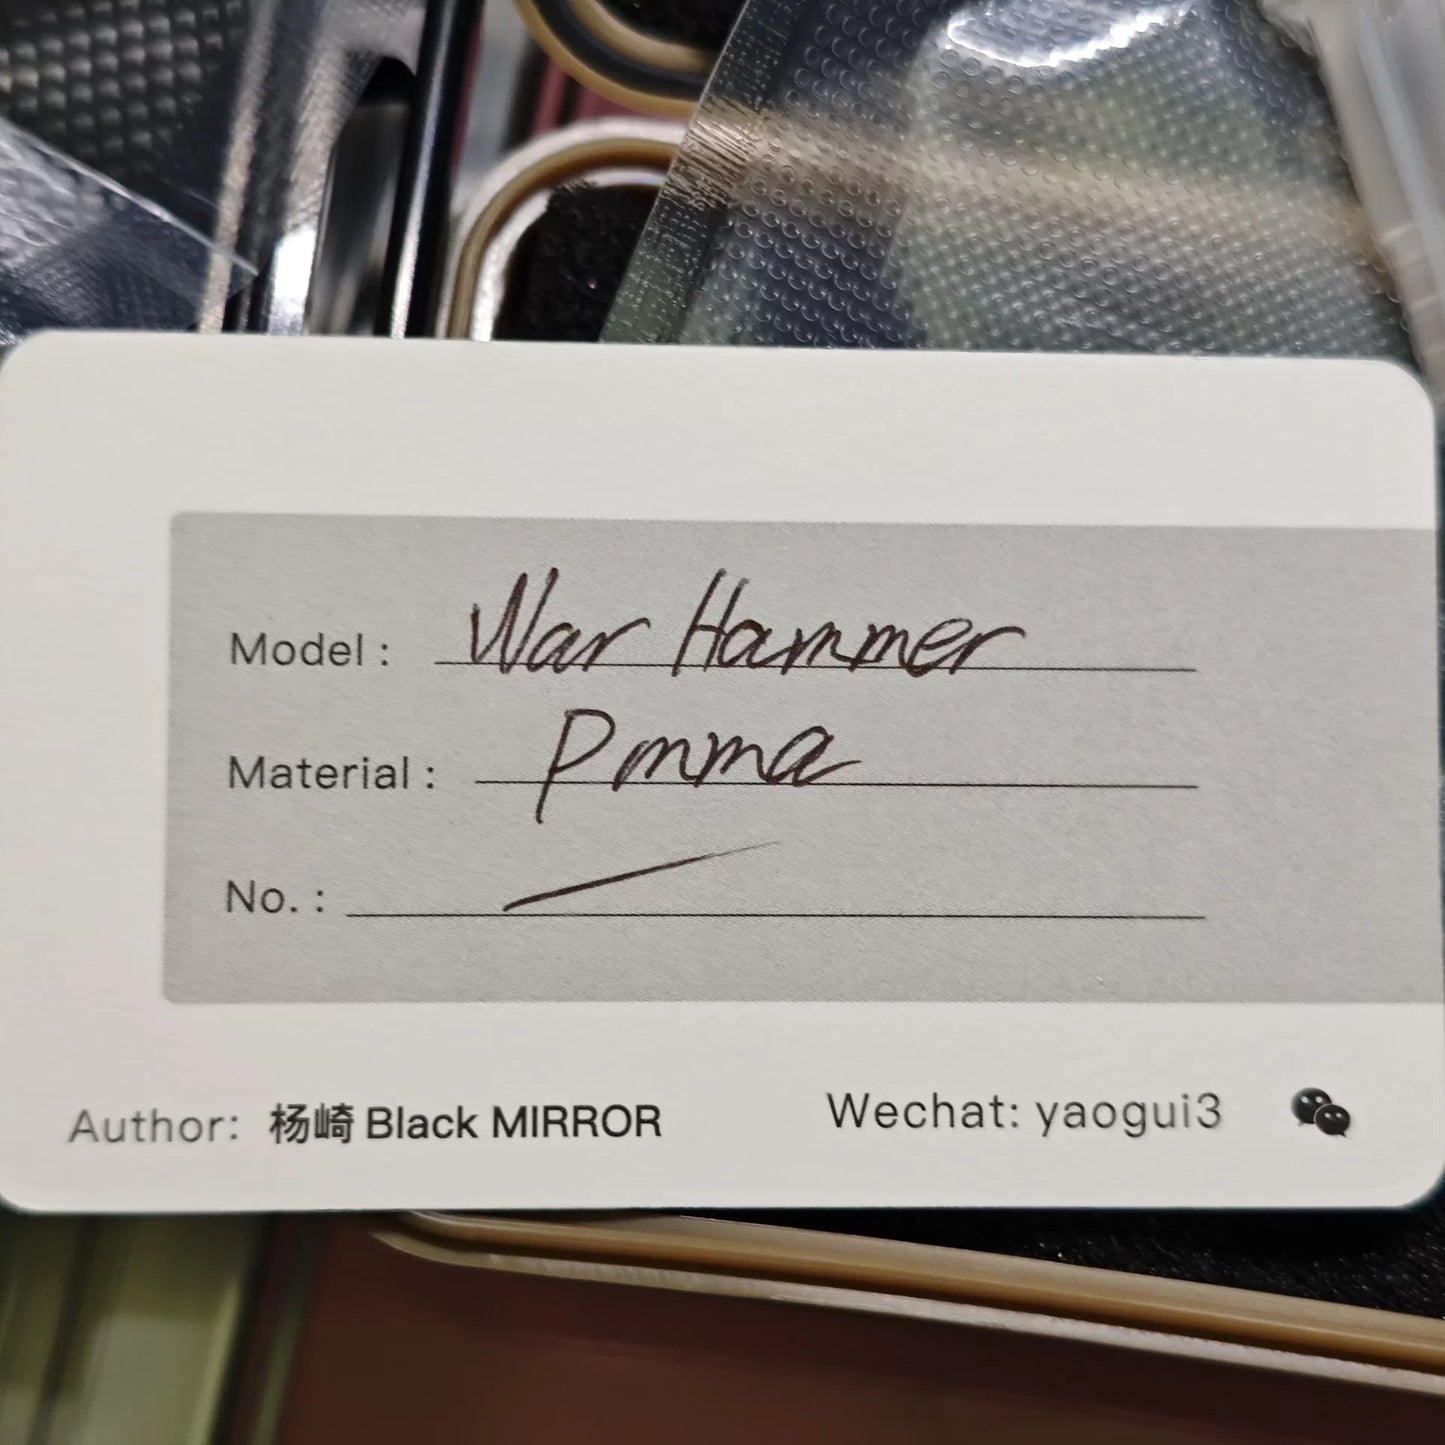 Model : War Hammer
Material : Pmma
No. :
Author: 杨崎 Black MIRROR Wechat: yaogui3